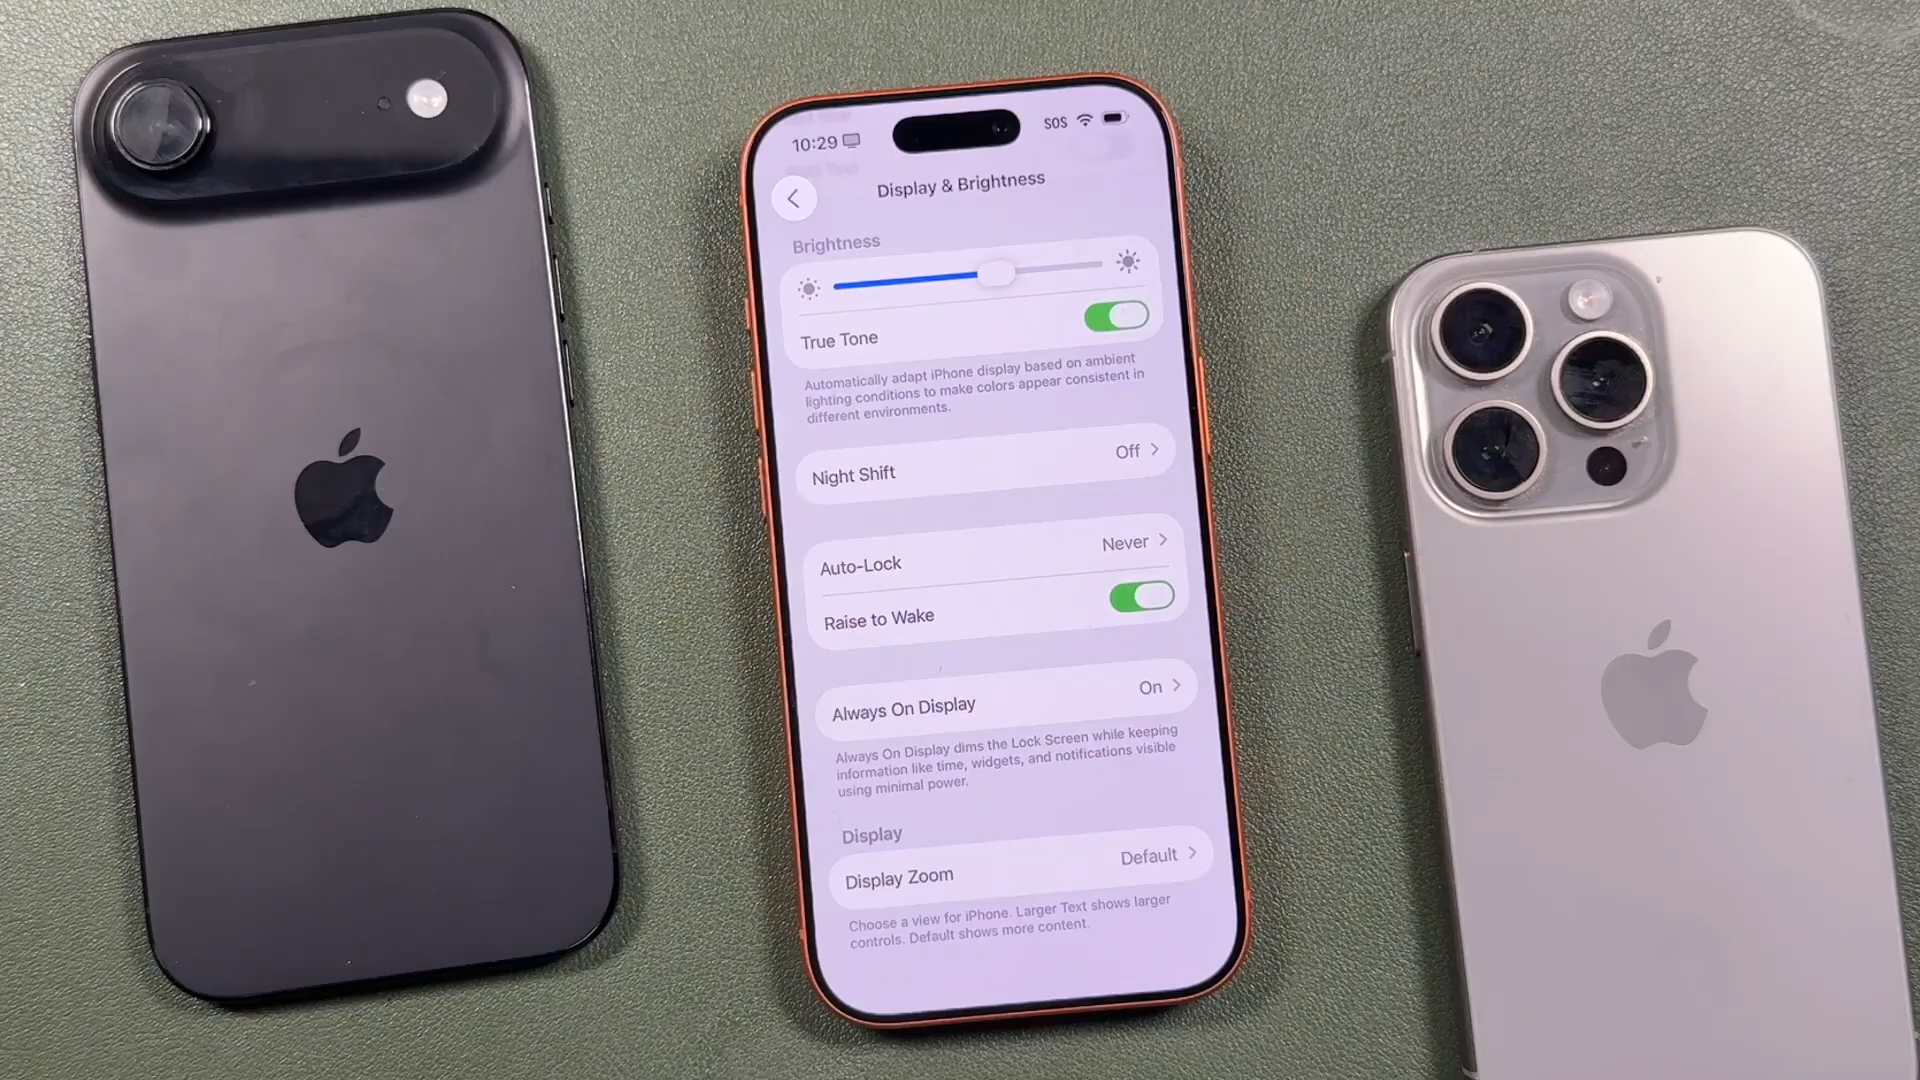 10:29
SOS
Display & Brightness
Brightness
True Tone
Automatically adapt iPhone display based on ambient
lighting conditions to make colors appear consistent in
different environments.
Night Shift
Off
Auto-Lock
Never
Raise to Wake
Always On Display
On
Always On Display dims the Lock Screen while keeping
information like time, widgets, and notifications visible
using minimal power.
Display
Display Zoom
Default
Choose a view for iPhone. Larger Text shows larger
controls. Default shows more content.